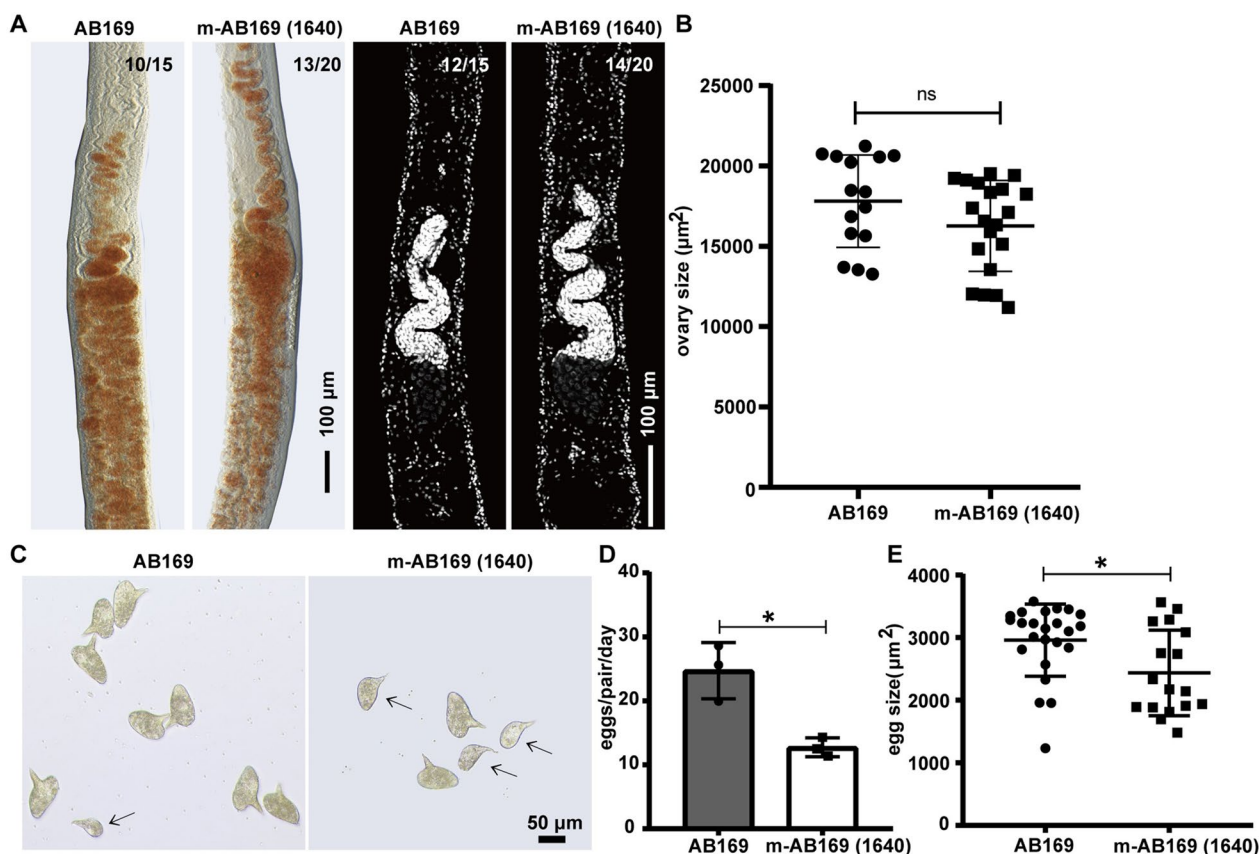 A
AB169
m-AB169 (1640)
AB169
m-AB169 (1640)
10/15
13/20
12/15
14/20
100 µm
100 µm
B
ns
25000
20000
15000
10000
5000
0
ovary size (µm²)
AB169
m-AB169 (1640)
C
AB169
m-AB169 (1640)
50 µm
D
*
40
30
20
10
0
eggs/pair/day
AB169
m-AB169 (1640)
E
*
4000
3000
2000
1000
0
egg size(µm²)
AB169
m-AB169 (1640)